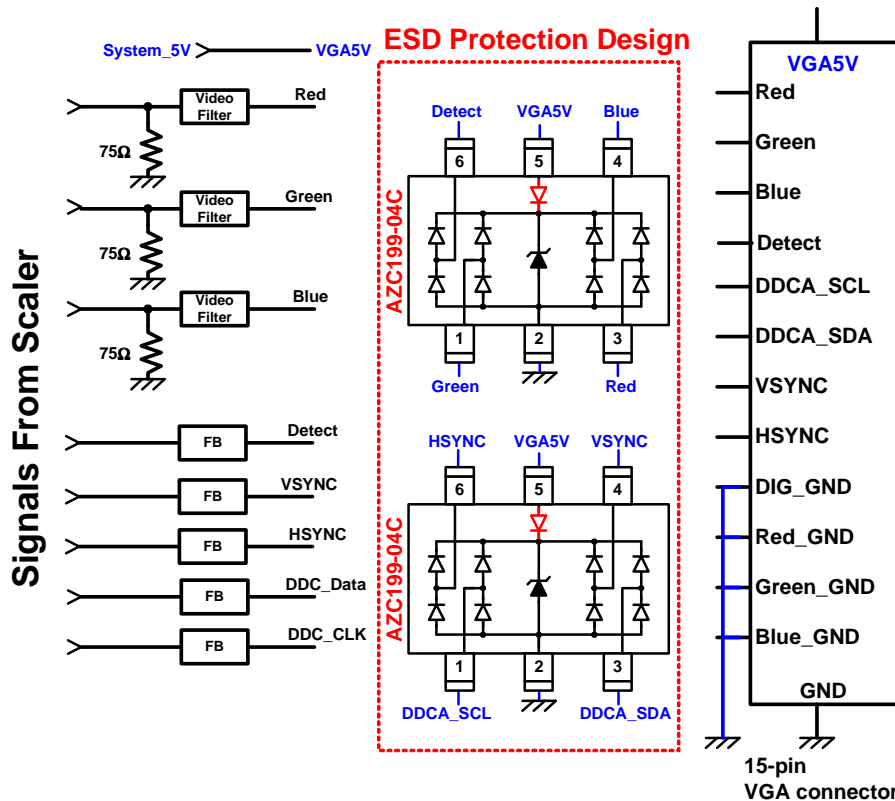 ESD Protection Design
System_5V
VGA5V
Signals From Scaler
Video
Filter
Red
75Ω
Video
Filter
Green
75Ω
Video
Filter
Blue
75Ω
FB
Detect
FB
VSYNC
FB
HSYNC
FB
DDC_Data
FB
DDC_CLK
Detect
VGA5V
Blue
6
5
4
AZC199-04C
1
2
3
Green
Red
HSYNC
VGA5V
VSYNC
6
5
4
AZC199-04C
1
2
3
DDCA_SCL
DDCA_SDA
VGA5V
Red
Green
Blue
Detect
DDCA_SCL
DDCA_SDA
VSYNC
HSYNC
DIG_GND
Red_GND
Green_GND
Blue_GND
GND
15-pin
VGA connector